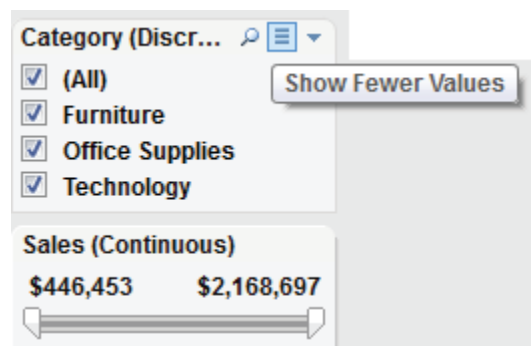 Category (Discr...
(All)
Show Fewer Values
Furniture
Office Supplies
Technology
Sales (Continuous)
$446,453 $2,168,697